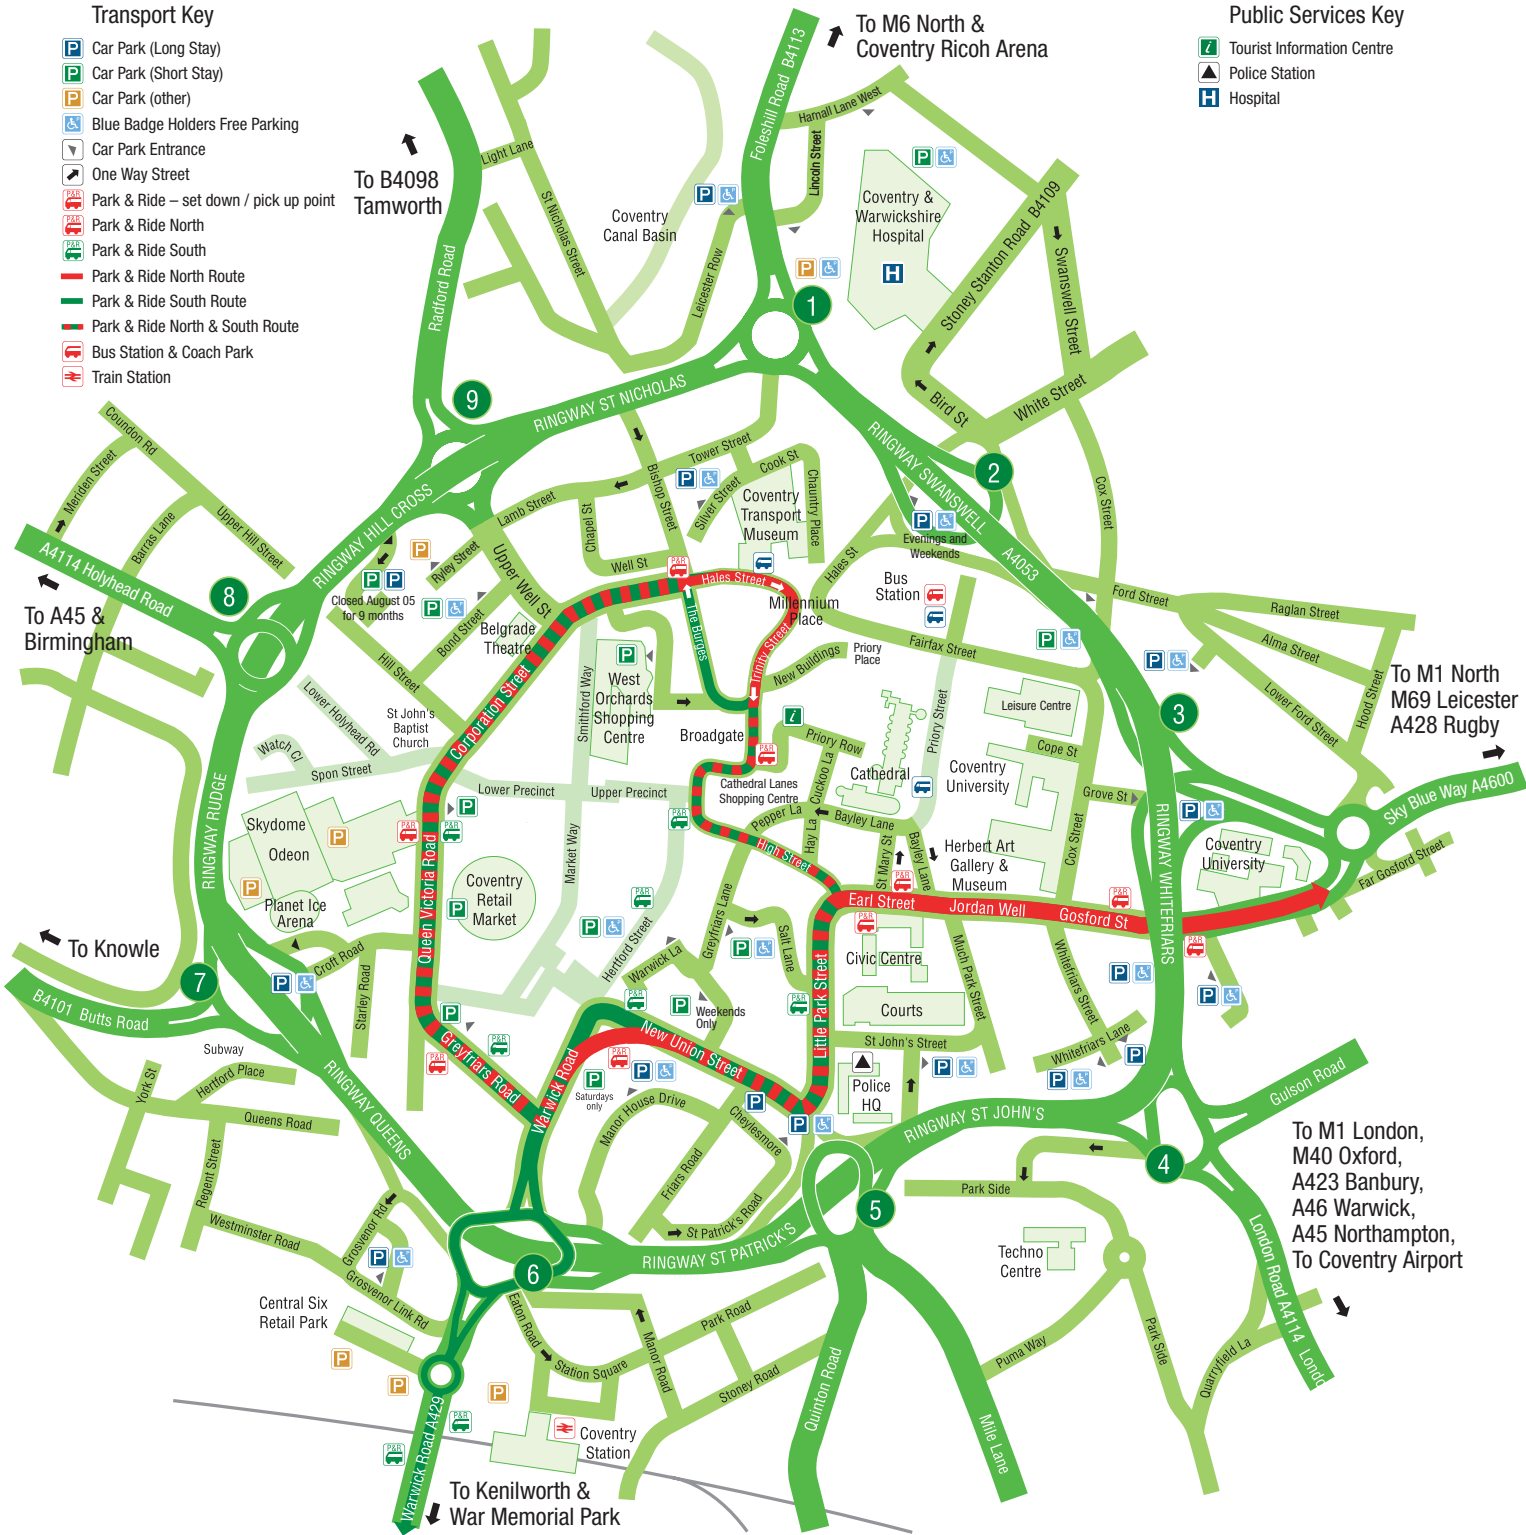 Transport Key
P Car Park (Long Stay)
P Car Park (Short Stay)
P Car Park (other)
Blue Badge Holders Free Parking
Car Park Entrance
One Way Street
P&R Park & Ride – set down / pick up point
P&R Park & Ride North
P&R Park & Ride South
Park & Ride North Route
Park & Ride South Route
Park & Ride North & South Route
Bus Station & Coach Park
Train Station
Public Services Key
i Tourist Information Centre
Police Station
H Hospital
To M6 North &
Coventry Ricoh Arena
Foleshill Road B4113
Harnall Lane West
Lincoln Street
Light Lane
To B4098
Tamworth
St Nicholas Street
Coventry
Canal Basin
Leicester Row
Radford Road
Coventry &
Warwickshire
Hospital
H
Stoney Stanton Road B4109
Swanswell Street
Bird St
White Street
1
2
9
RINGWAY ST NICHOLAS
RINGWAY SWANSWELL
A4053
RINGWAY HILL CROSS
Coundon Rd
Meriden Street
Barras Lane
Upper Hill Street
A4114 Holyhead Road
To A45 &
Birmingham
8
Tower Street
Bishop Street
Cook St
Silver Street
Chauntry Place
Coventry
Transport
Museum
Lamb Street
Chapel St
Well St
Upper Well St
Ryley Street
Bond Street
Hill Street
Closed August 05
for 9 months
Belgrade
Theatre
Hales Street
Hales St
Millennium
Place
The Burges
Trinity Street
New Buildings
Priory
Place
Evenings and
Weekends
Bus
Station
Cox Street
Ford Street
Raglan Street
Alma Street
Lower Ford Street
Hood Street
Fairfax Street
To M1 North
M69 Leicester
A428 Rugby
3
Sky Blue Way A4600
Far Gosford Street
Leisure Centre
Cope St
Grove St
Coventry
University
Coventry
University
Cox Street
RINGWAY WHITEFRIARS
Priory Street
Cathedral
Priory Row
Cuckoo La
i
Broadgate
Cathedral Lanes
Shopping Centre
Pepper La
Hay La
Bayley Lane
Bayley Lane
St Mary St
High Street
Herbert Art
Gallery &
Museum
West
Orchards
Shopping
Centre
Smithford Way
Lower Precinct
Upper Precinct
Market Way
Corporation Street
St John's
Baptist
Church
Lower Holyhead Rd
Watch Cl
Spon Street
RINGWAY RUDGE
Skydome
Odeon
Planet Ice
Arena
Queen Victoria Road
Coventry
Retail
Market
Hertford Street
Warwick La
Greyfriars Lane
Salt Lane
Little Park Street
Earl Street
Jordan Well
Gosford St
Civic Centre
Courts
Much Park Street
Whitefriars Street
Whitefriars Lane
St John's Street
Police
HQ
To Knowle
7
B4101 Butts Road
Croft Road
Starley Road
Subway
Hertford Place
York St
Queens Road
Regent Street
Westminster Road
RINGWAY QUEENS
Greyfriars Road
Warwick Road
New Union Street
Weekends
Only
Saturdays
only
Manor House Drive
Cheylesmore
Friars Road
St Patrick's Road
RINGWAY ST PATRICK'S
RINGWAY ST JOHN'S
4
5
6
Gulson Road
To M1 London,
M40 Oxford,
A423 Banbury,
A46 Warwick,
A45 Northampton,
To Coventry Airport
London Road A4114
Park Side
Park Side
Techno
Centre
Puma Way
Quarryfield La
Mile Lane
Quinton Road
Grosvenor Rd
Grosvenor Link Rd
Central Six
Retail Park
Eaton Road
Station Square
Manor Road
Park Road
Stoney Road
Coventry
Station
Warwick Road A429
To Kenilworth &
War Memorial Park